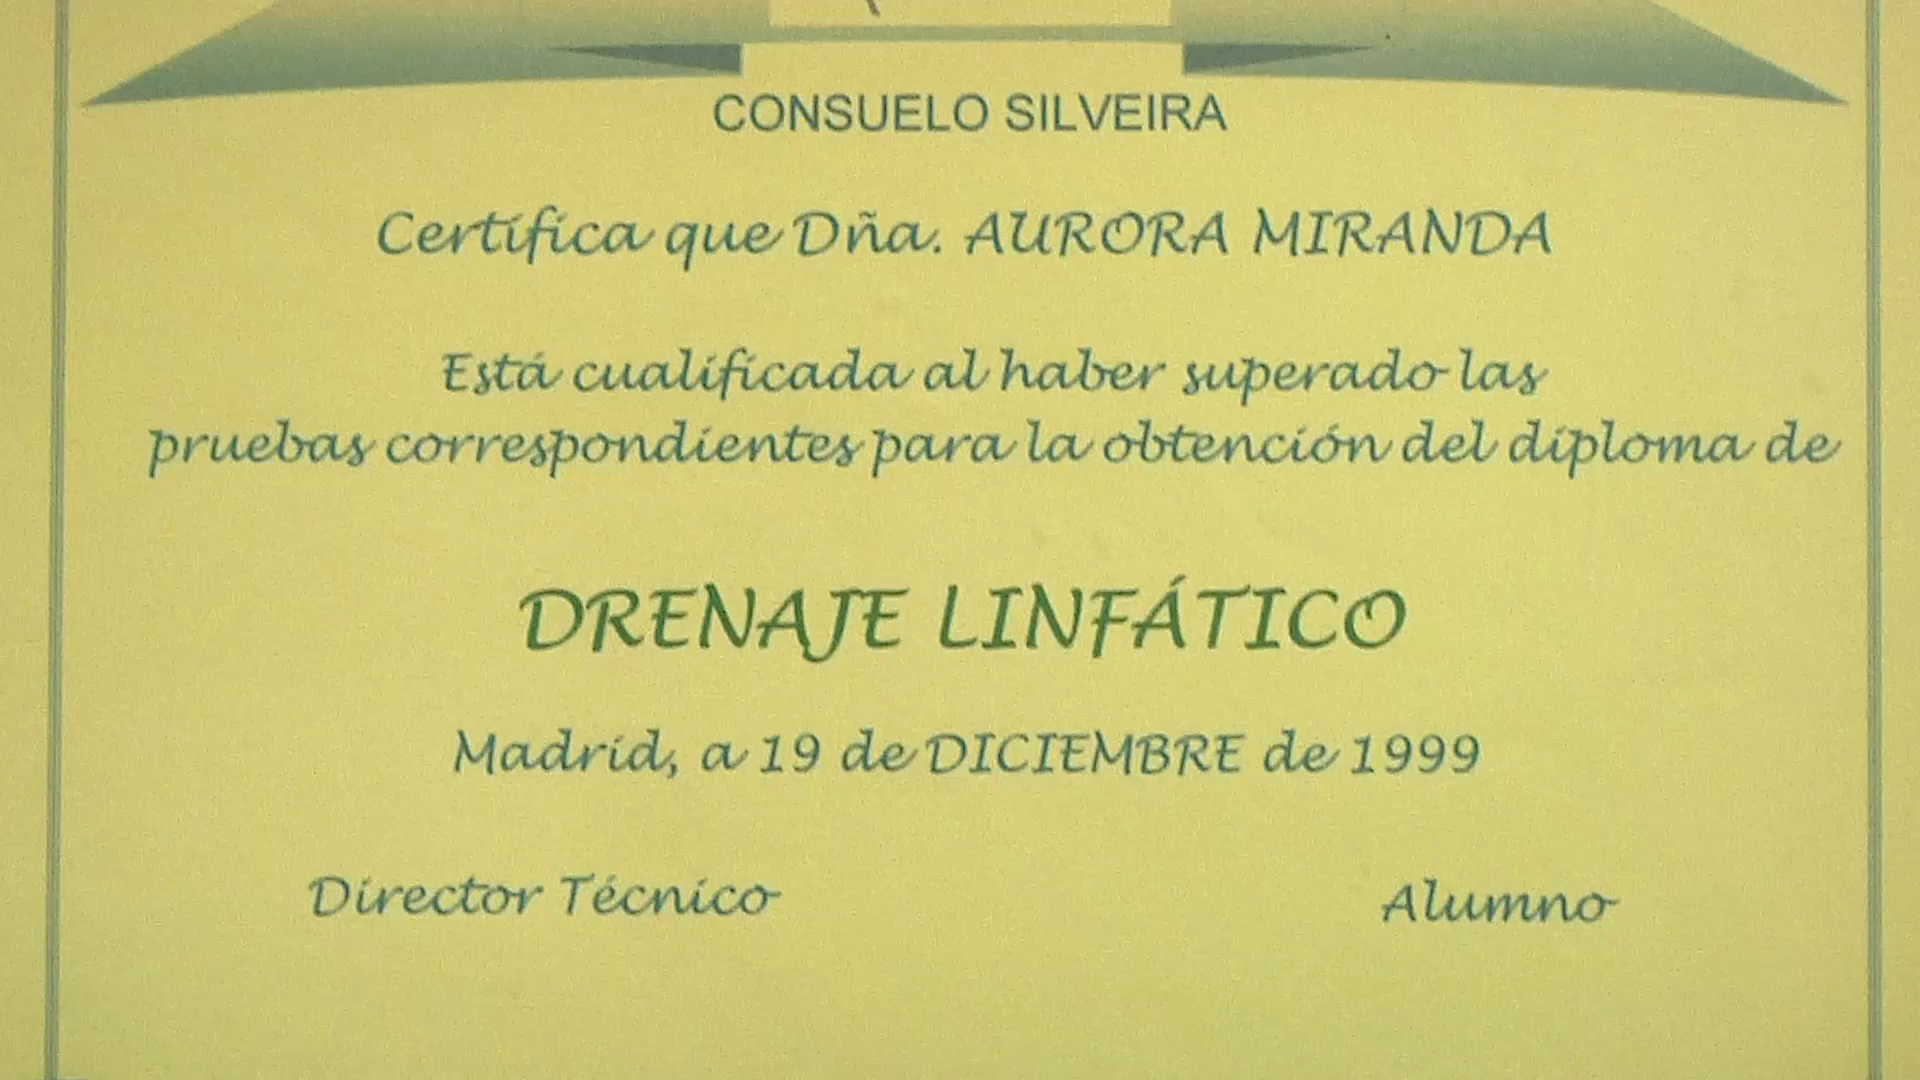 CONSUELO SILVEIRA
Certifica que Dña. AURORA MIRANDA
Está cualificada al haber superado las
pruebas correspondientes para la obtención del diploma de
DRENAJE LINFÁTICO
Madrid, a 19 de DICIEMBRE de 1999
Director Técnico
Alumno